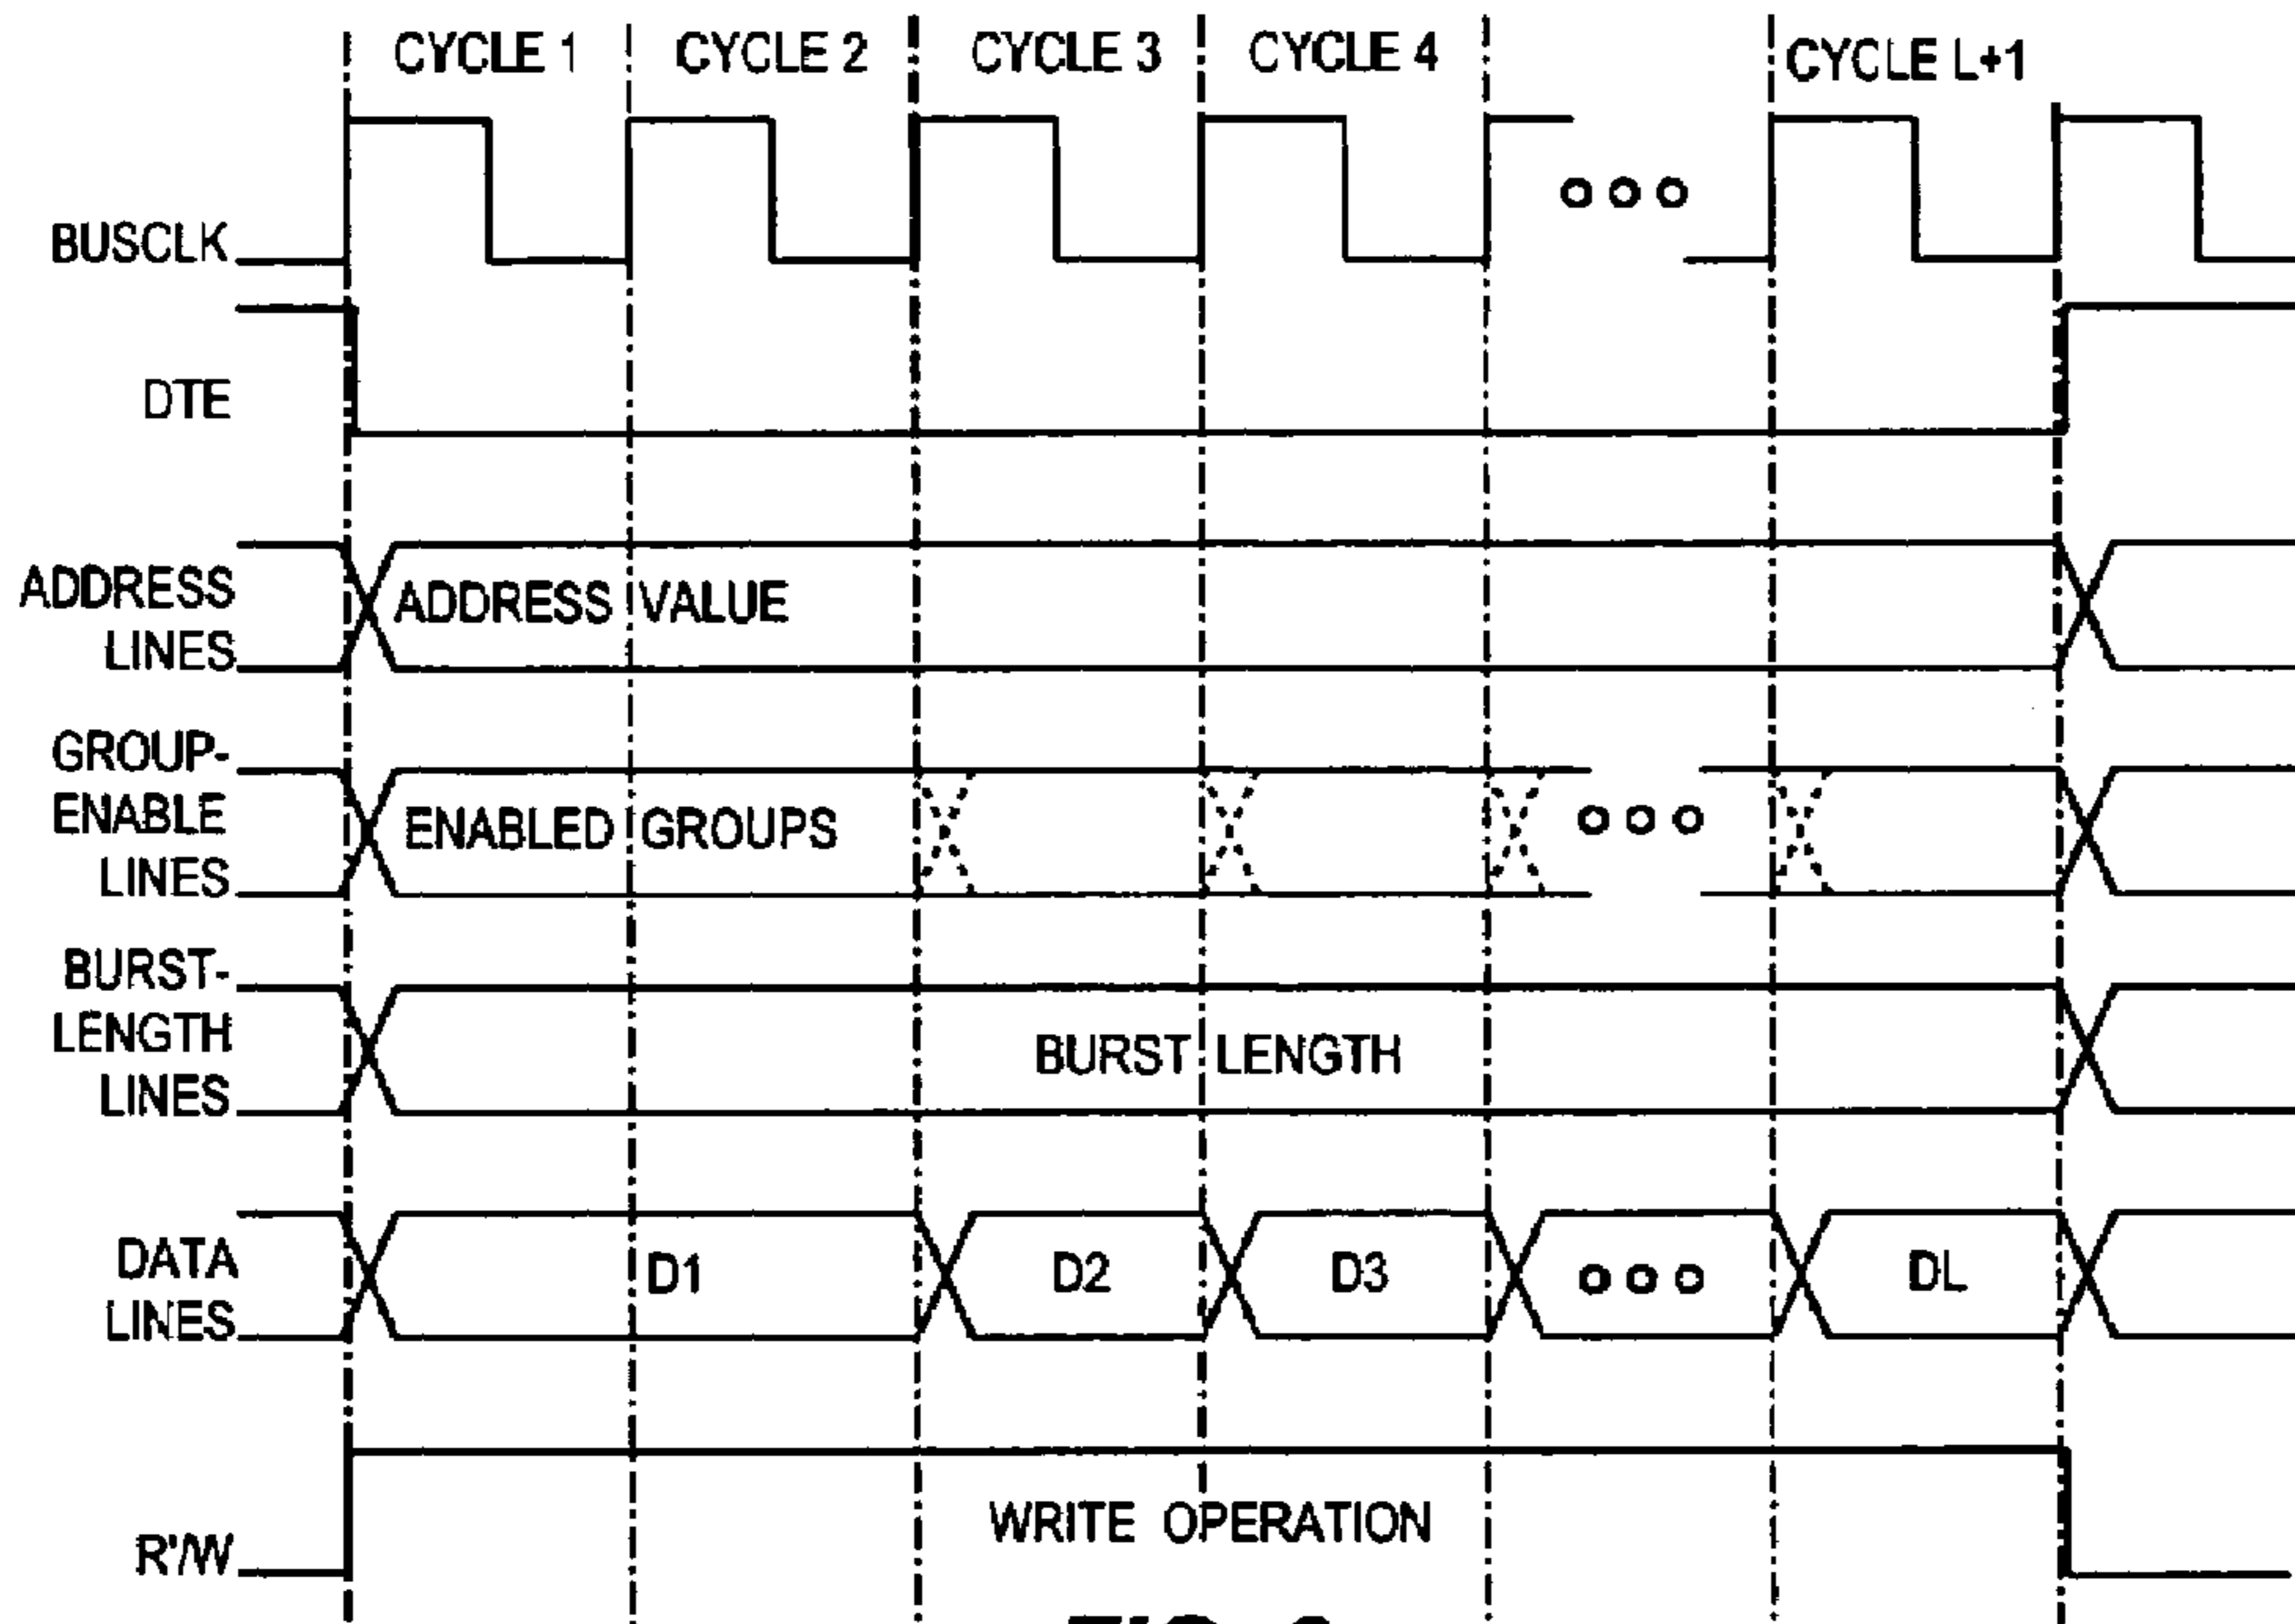 CYCLE 1 CYCLE 2 CYCLE 3 CYCLE 4 CYCLE L+1
BUSCLK
DTE
ADDRESS
LINES
ADDRESS VALUE
GROUP-
ENABLE
LINES
ENABLED GROUPS
BURST-
LENGTH
LINES
BURST LENGTH
DATA
LINES
D1 D2 D3 DL
R'/W
WRITE OPERATION